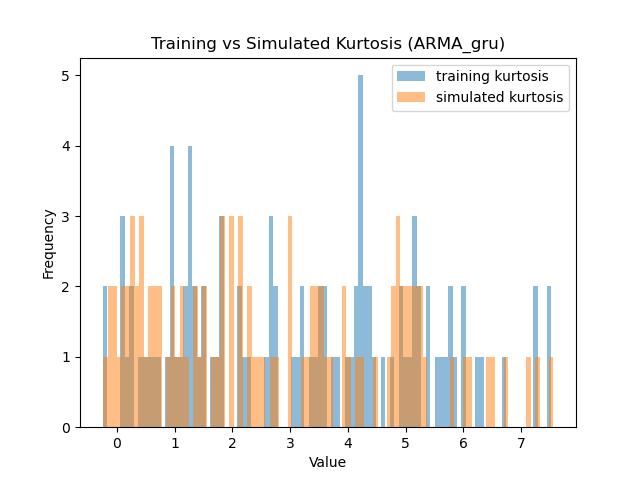 Training vs Simulated Kurtosis (ARMA_gru)
training kurtosis
simulated kurtosis
Frequency
5
4
3
2
1
0
0 1 2 3 4 5 6 7
Value